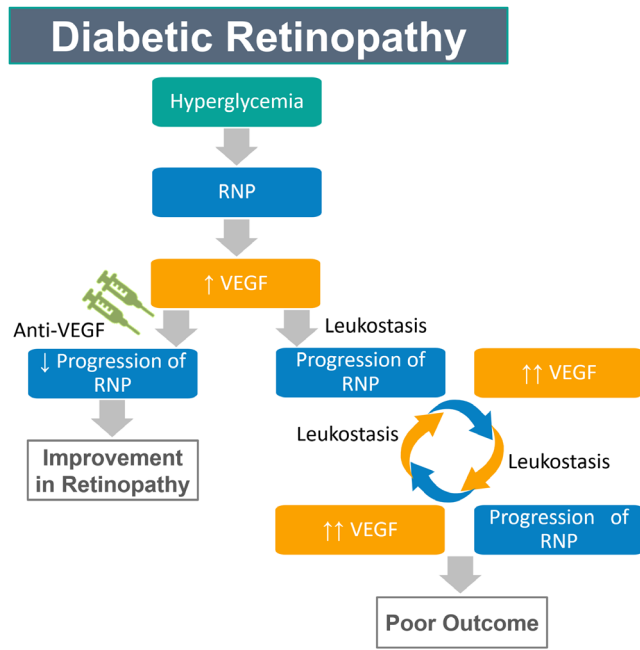 Diabetic Retinopathy
Hyperglycemia
RNP
↑ VEGF
Anti-VEGF
Leukostasis
↓ Progression of
RNP
Progression of
RNP
↑↑ VEGF
Improvement
in Retinopathy
Leukostasis
Leukostasis
↑↑ VEGF
Progression of
RNP
Poor Outcome